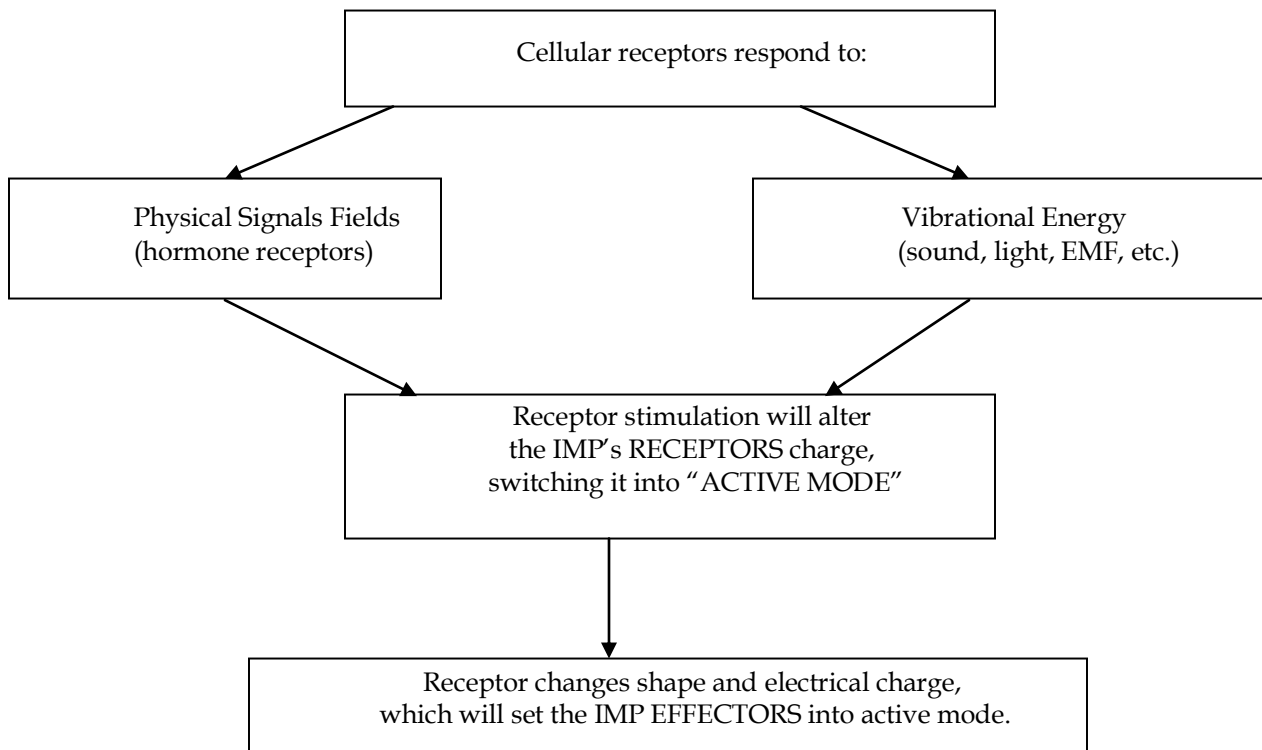 Cellular receptors respond to:
Physical Signals Fields
(hormone receptors)
Vibrational Energy
(sound, light, EMF, etc.)
Receptor stimulation will alter
the IMP’s RECEPTORS charge,
switching it into “ACTIVE MODE”
Receptor changes shape and electrical charge,
which will set the IMP EFFECTORS into active mode.